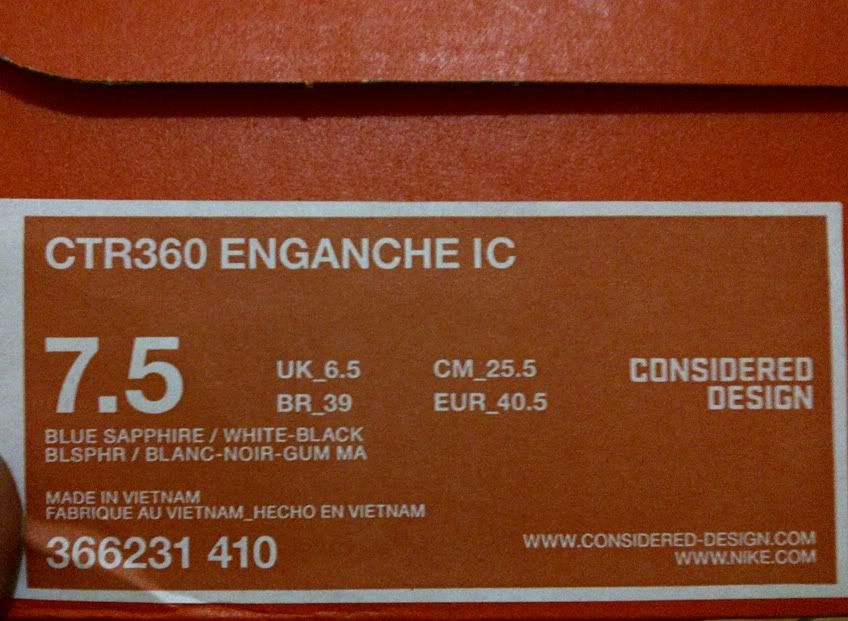 CTR360 ENGANCHE IC
7.5
UK_6.5 CM_25.5
BR_39 EUR_40.5
CONSIDERED
DESIGN
BLUE SAPPHIRE / WHITE-BLACK
BLSPHR / BLANC-NOIR-GUM MA
MADE IN VIETNAM
FABRIQUE AU VIETNAM_HECHO EN VIETNAM
366231 410
WWW.CONSIDERED-DESIGN.COM
WWW.NIKE.COM